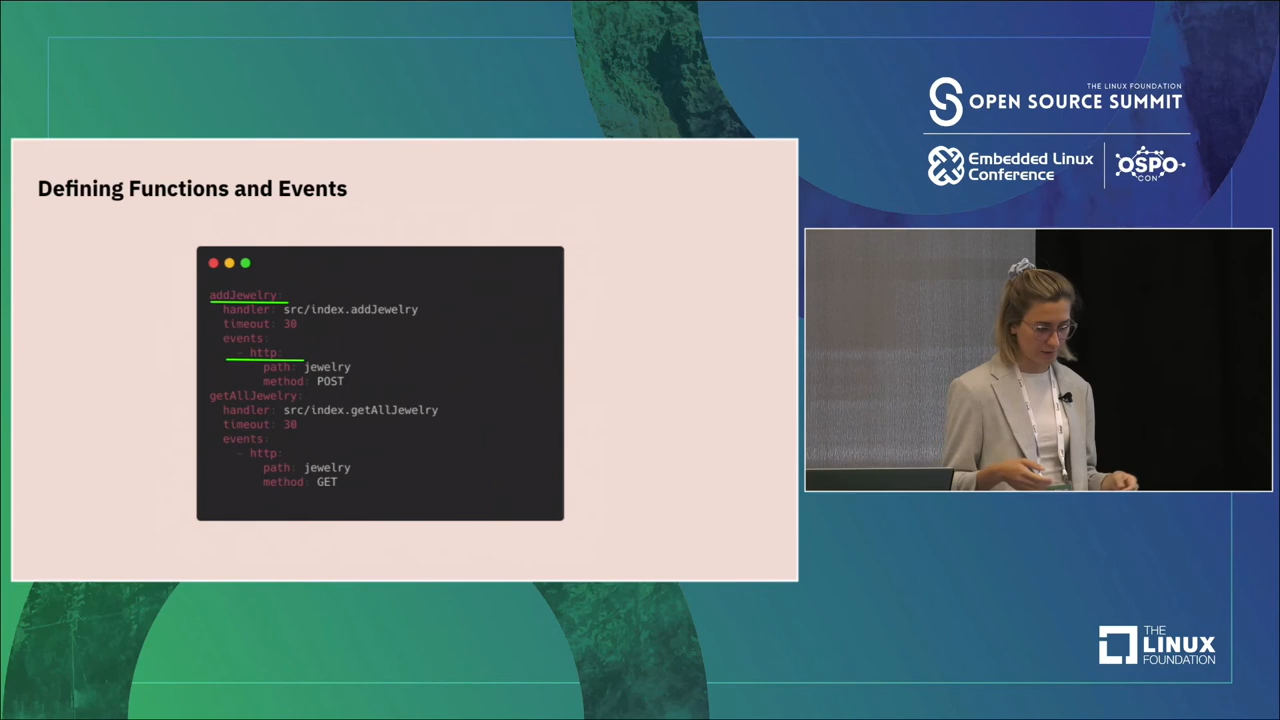 THE LINUX FOUNDATION
OPEN SOURCE SUMMIT
Embedded Linux
Conference
OSPO
CON
Defining Functions and Events
addJewelry:
handler: src/index.addJewelry
timeout: 30
events:
- http:
path: jewelry
method: POST
getAllJewelry:
handler: src/index.getAllJewelry
timeout: 30
events:
- http:
path: jewelry
method: GET
THE
LINUX
FOUNDATION